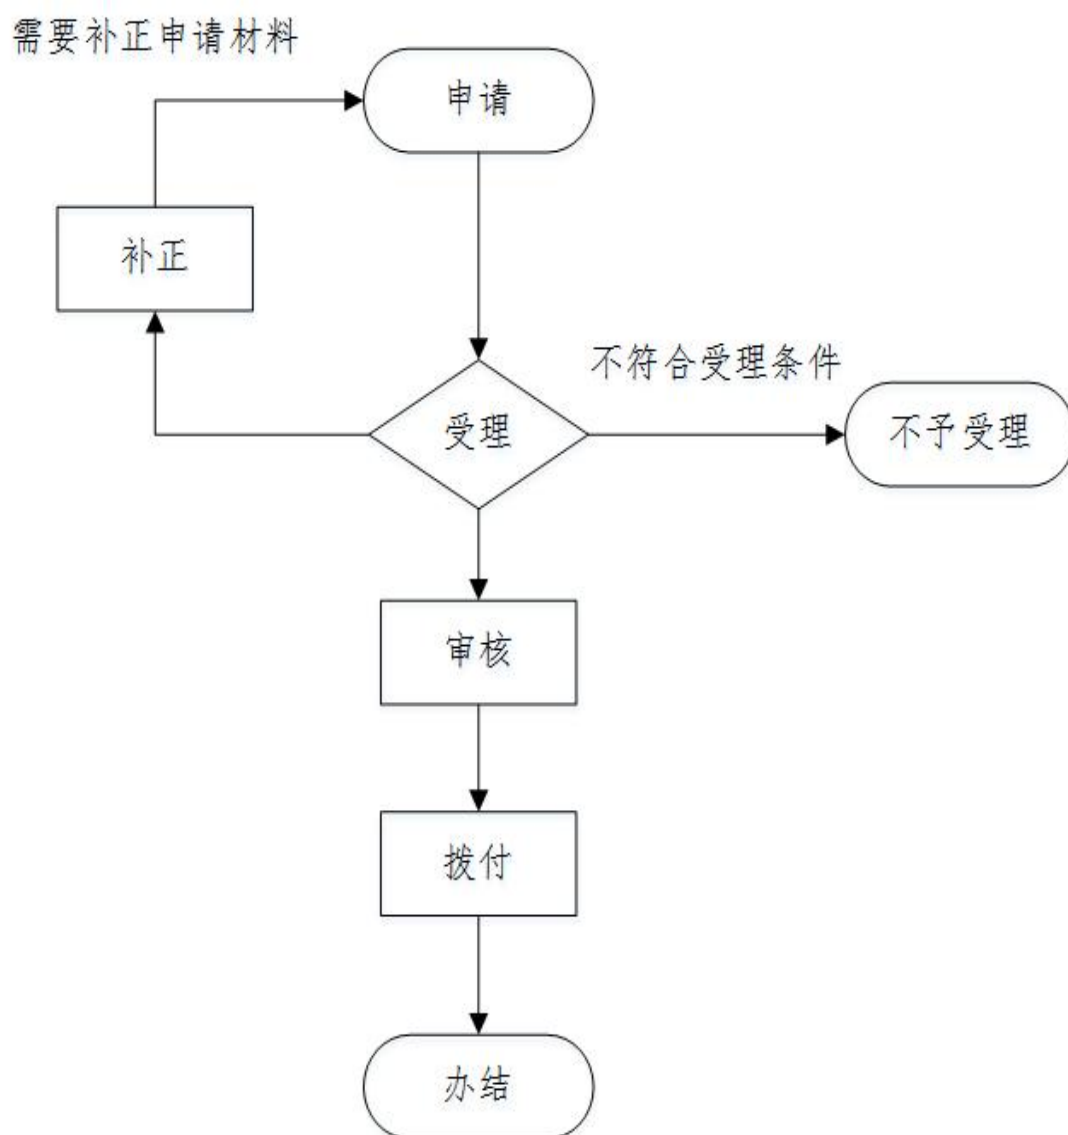 需要补正申请材料
申请
补正
不符合受理条件
受理
不予受理
审核
拨付
办结